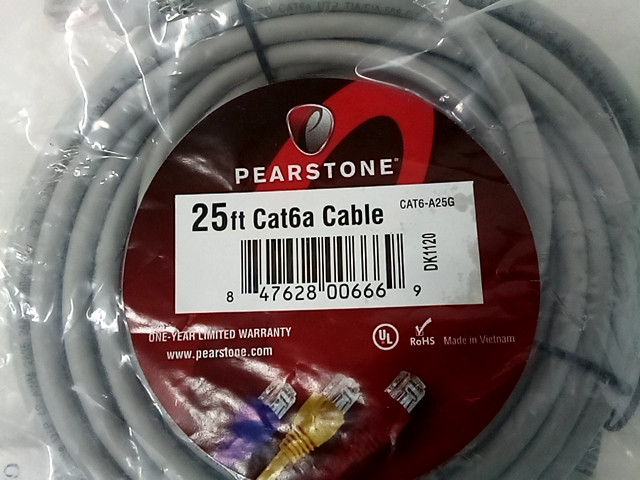 Cat6a
PEARSTONE
25ft Cat6a Cable
CAT6-A25G
DK1120
8 47628 00666 9
ONE-YEAR LIMITED WARRANTY
www.pearstone.com
UL
RoHS
Made in Vietnam